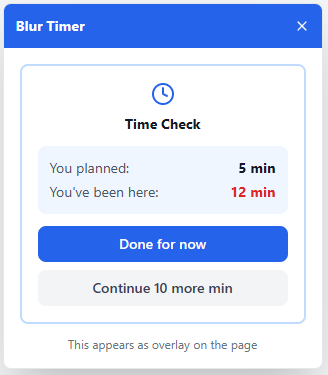 Blur Timer
Time Check
You planned: 5 min
You've been here: 12 min
Done for now
Continue 10 more min
This appears as overlay on the page